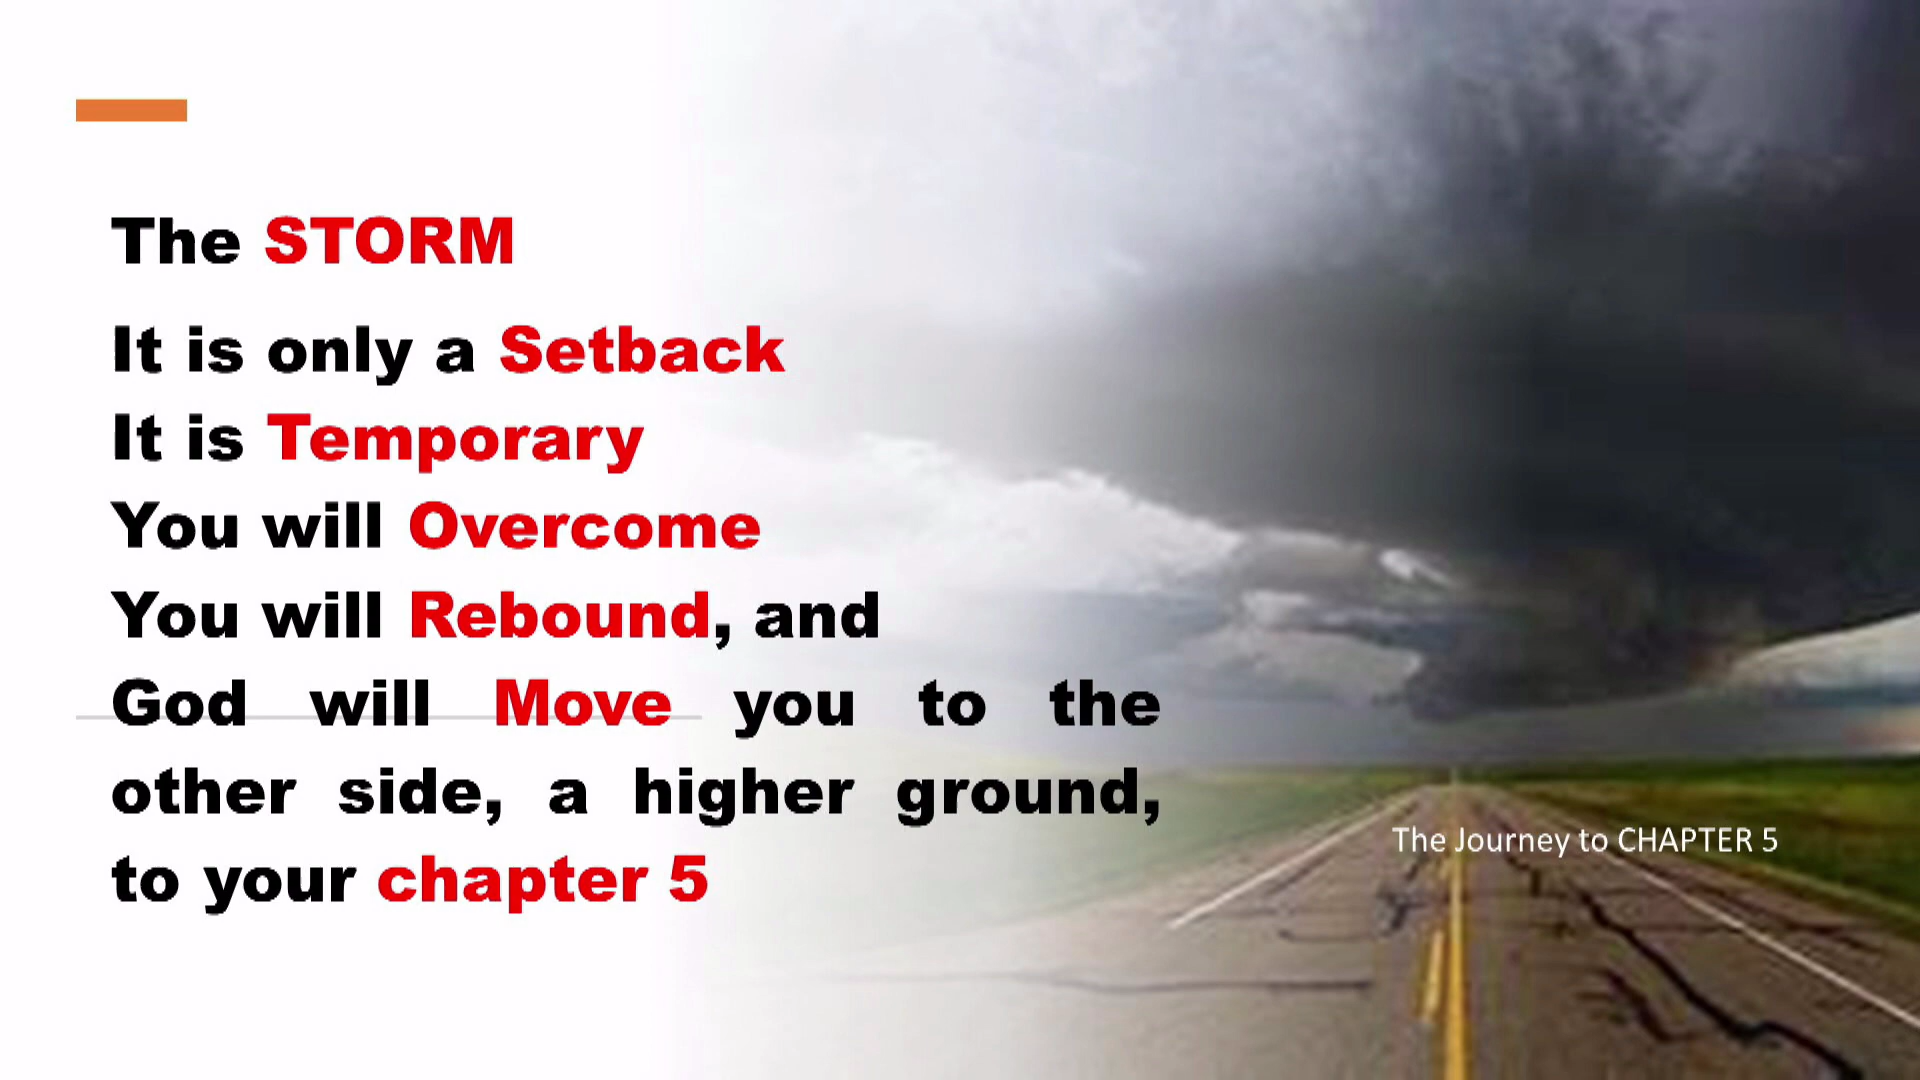 The STORM
It is only a Setback
It is Temporary
You will Overcome
You will Rebound, and
God will Move you to the
other side, a higher ground,
to your chapter 5
The Journey to CHAPTER 5